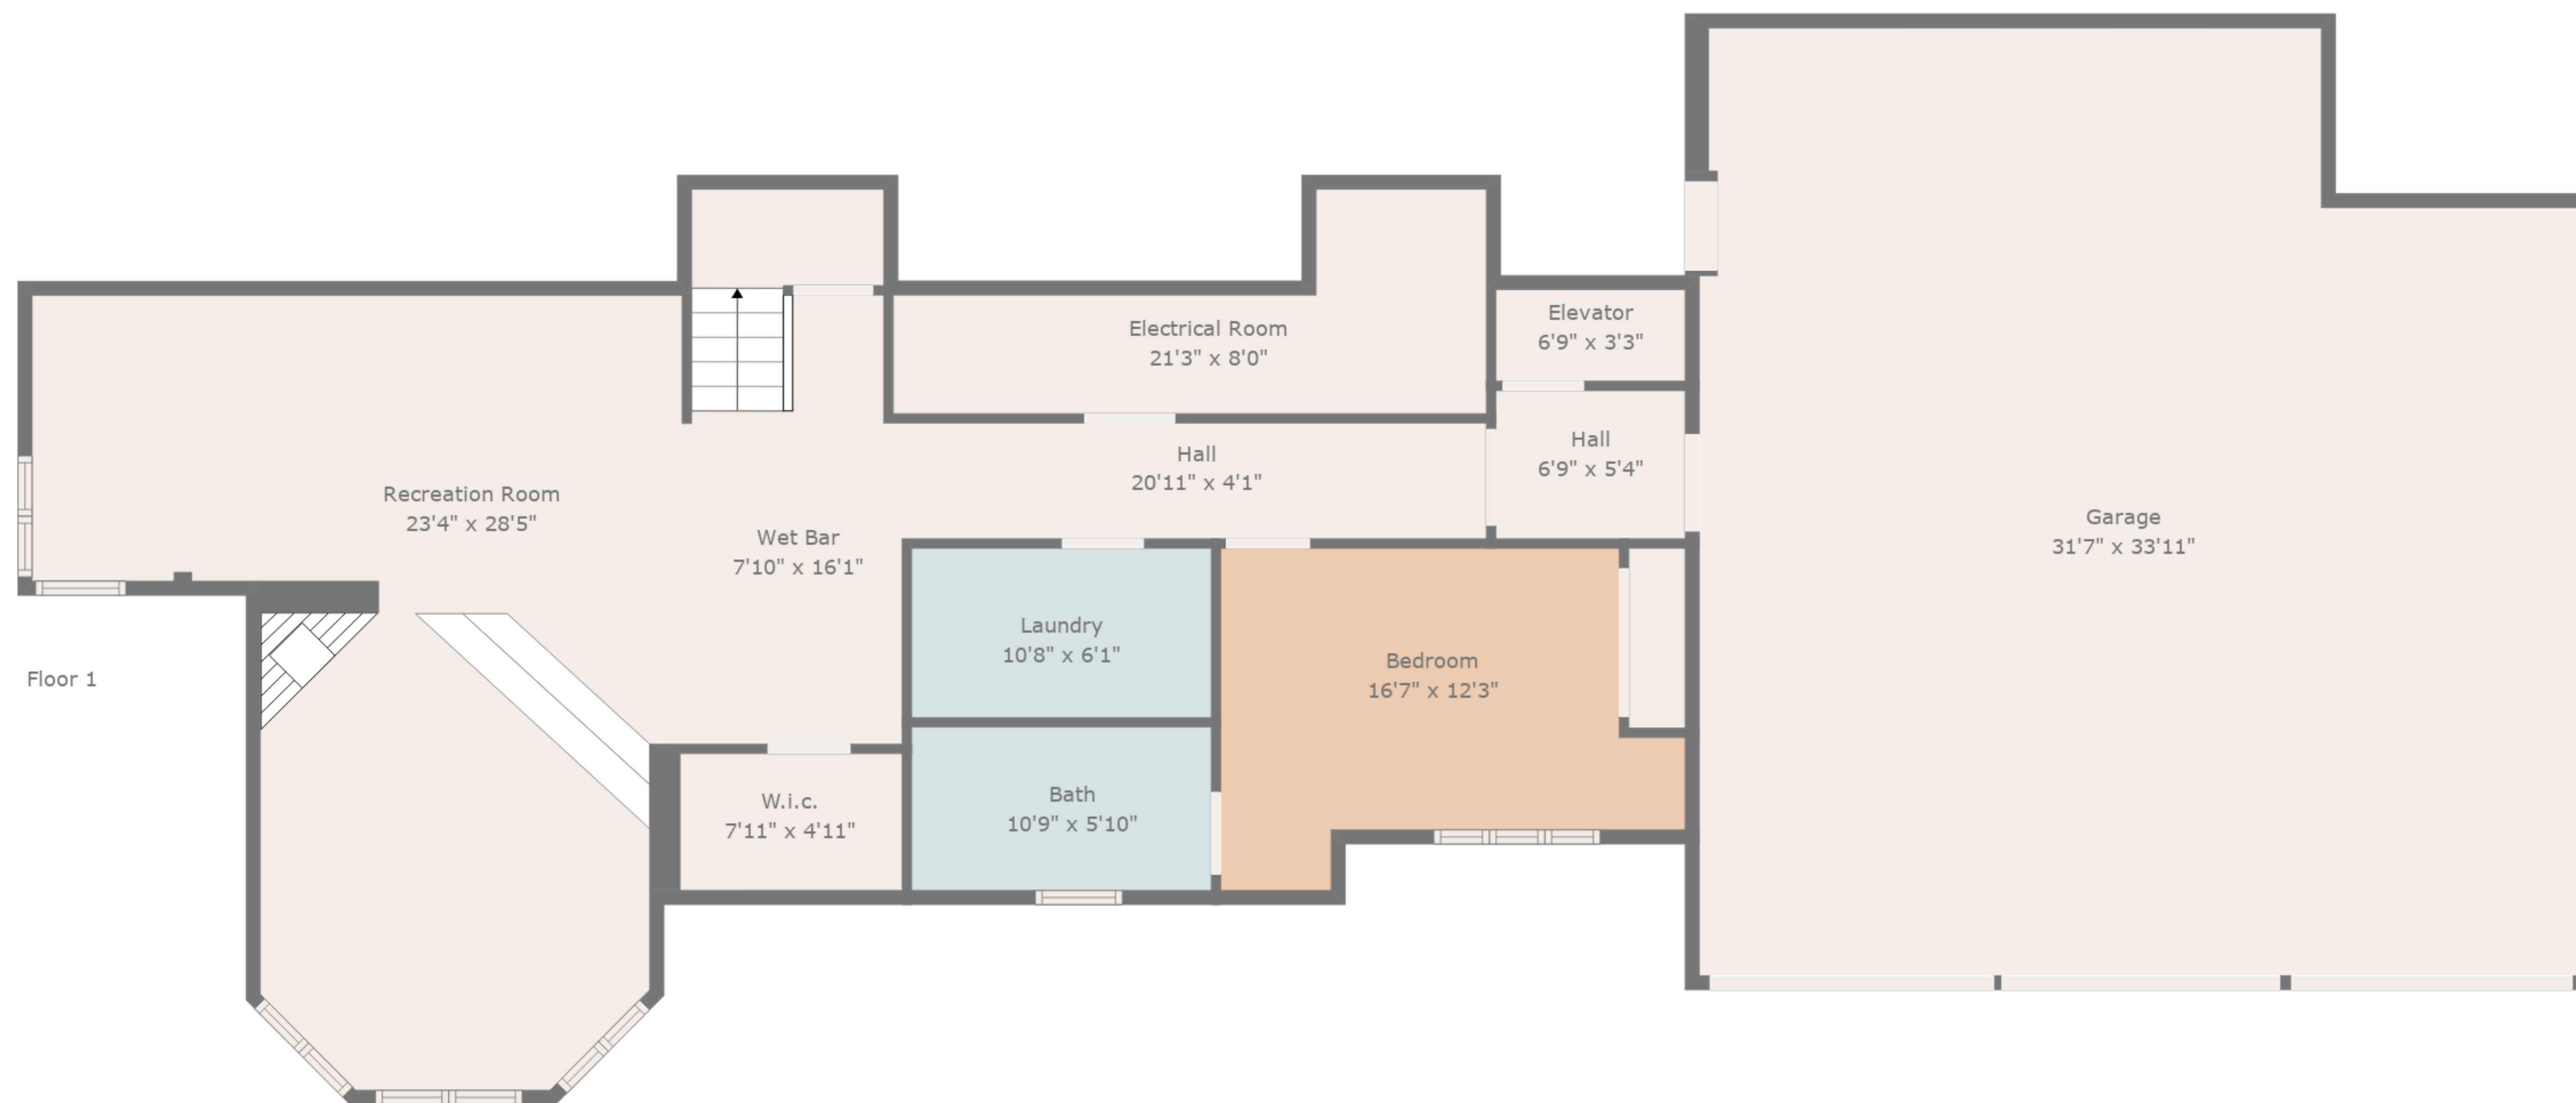 Elevator
6'9" x 3'3"
Electrical Room
21'3" x 8'0"
Hall
6'9" x 5'4"
Hall
20'11" x 4'1"
Recreation Room
23'4" x 28'5"
Garage
31'7" x 33'11"
Wet Bar
7'10" x 16'1"
Laundry
10'8" x 6'1"
Bedroom
16'7" x 12'3"
Floor 1
Bath
10'9" x 5'10"
W.i.c.
7'11" x 4'11"